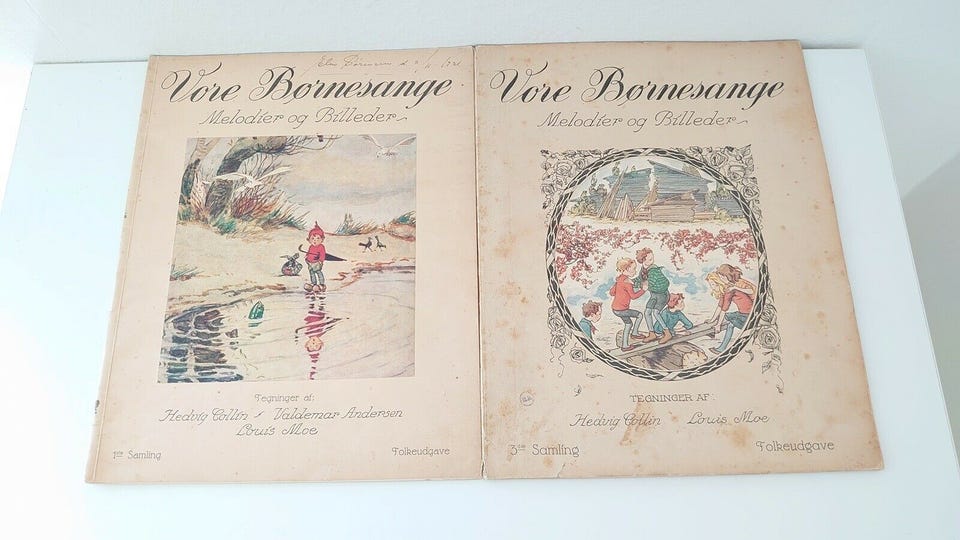 Vore Børnesange
Melodier og Billeder
Tegninger af:
Hedvig Collin Valdemar Andersen
Louis Moe
1ste Samling
Folkeudgave
Vore Børnesange
Melodier og Billeder
TEGNINGER AF:
Hedvig Collin Louis Moe
3die Samling
Folkeudgave